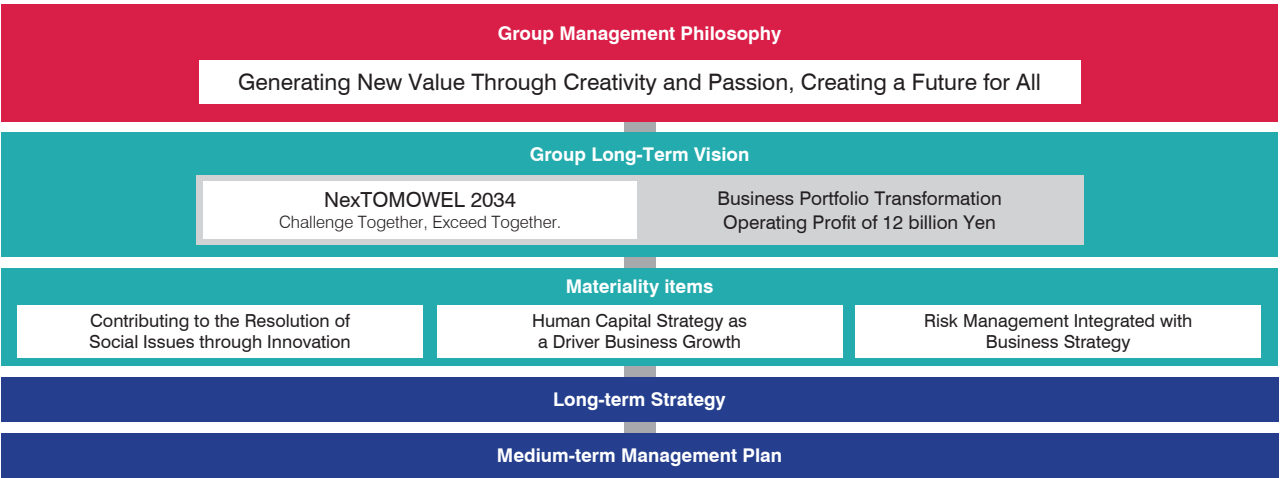 Group Management Philosophy
Generating New Value Through Creativity and Passion, Creating a Future for All
Group Long-Term Vision
NexTOMOWEL 2034
Challenge Together, Exceed Together.
Business Portfolio Transformation
Operating Profit of 12 billion Yen
Materiality items
Contributing to the Resolution of
Social Issues through Innovation
Human Capital Strategy as
a Driver Business Growth
Risk Management Integrated with
Business Strategy
Long-term Strategy
Medium-term Management Plan